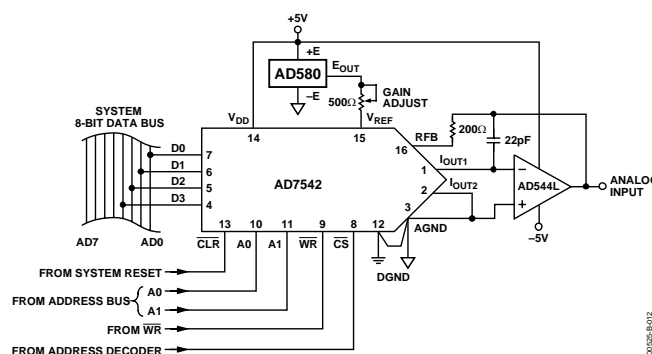 +5V
+E
AD580
EOUT
–E
GAIN
ADJUST
500Ω
SYSTEM
8-BIT DATA BUS
VDD
VREF
14
15
RFB
16
200Ω
22pF
D0
7
D1
6
D2
5
D3
4
AD7542
IOUT1
1
2
IOUT2
3
AGND
–
+
AD544L
ANALOG
INPUT
–5V
AD7
AD0
13
10
11
9
8
12
CLR
A0
A1
WR
CS
DGND
FROM SYSTEM RESET
FROM ADDRESS BUS
A0
A1
FROM WR
FROM ADDRESS DECODER
00525-B-012